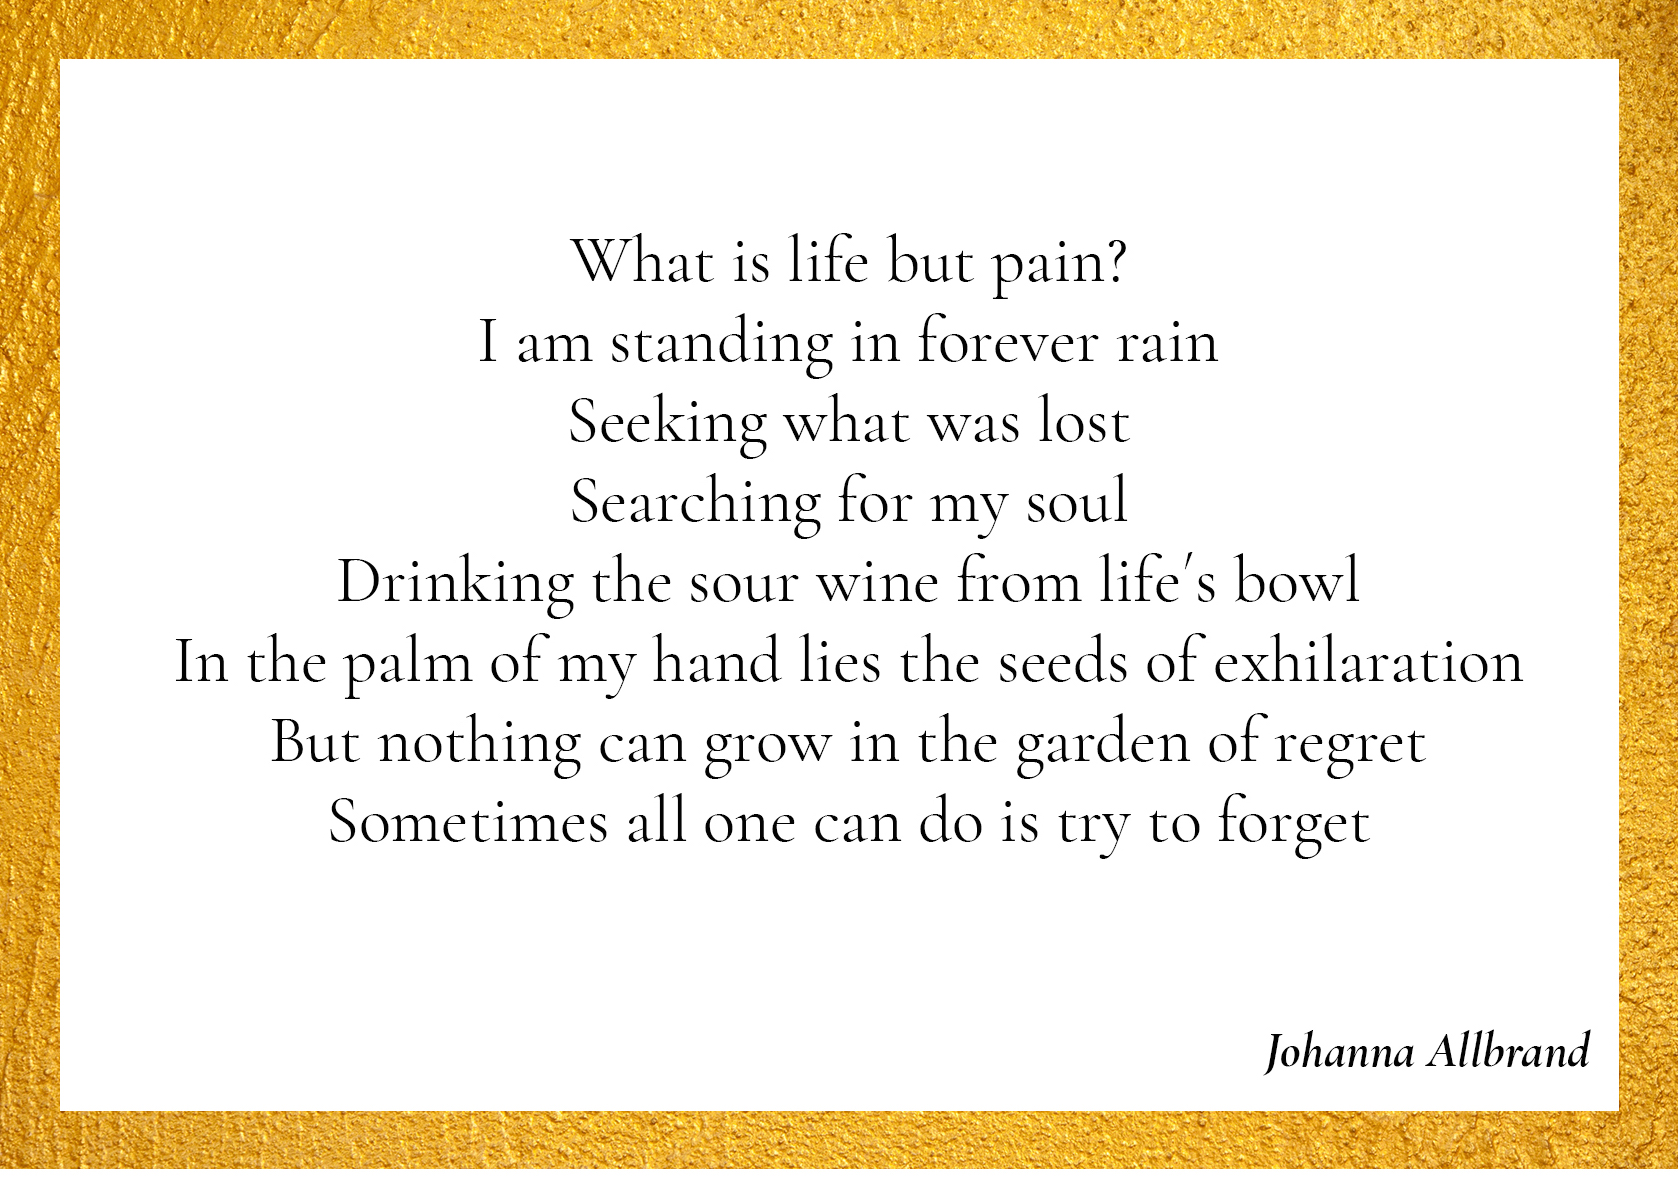 What is life but pain?
I am standing in forever rain
Seeking what was lost
Searching for my soul
Drinking the sour wine from life´s bowl
In the palm of my hand lies the seeds of exhilaration
But nothing can grow in the garden of regret
Sometimes all one can do is try to forget
Johanna Allbrand